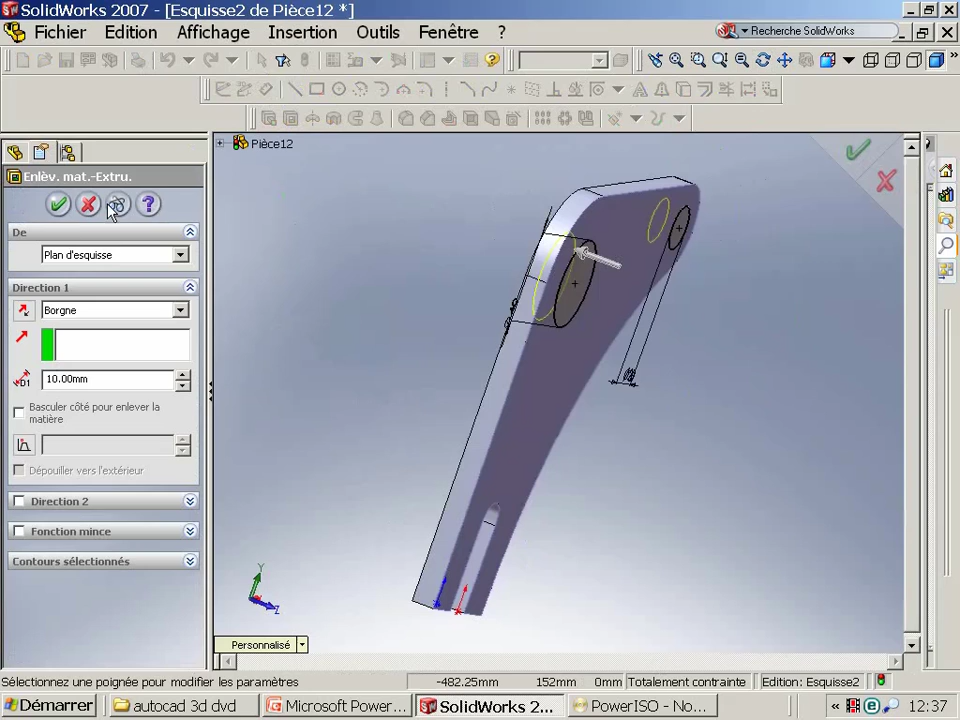 SolidWorks 2007 - [Esquisse2 de Pièce12 *]
Fichier Edition Affichage Insertion Outils Fenêtre ? Recherche SolidWorks
Pièce12
Enlèv. mat.-Extru.
De
Plan d'esquisse
Direction 1
Borgne
D1 10.00mm
Basculer côté pour enlever la
matière
Dépouiller vers l'extérieur
Direction 2
Fonction mince
Contours sélectionnés
Y
Z
Personnalisé
Sélectionnez une poignée pour modifier les paramètres -482.25mm 152mm 0mm Totalement contrainte Edition: Esquisse2
Démarrer autocad 3d dvd Microsoft Power... SolidWorks 2... PowerISO - No... 12:37